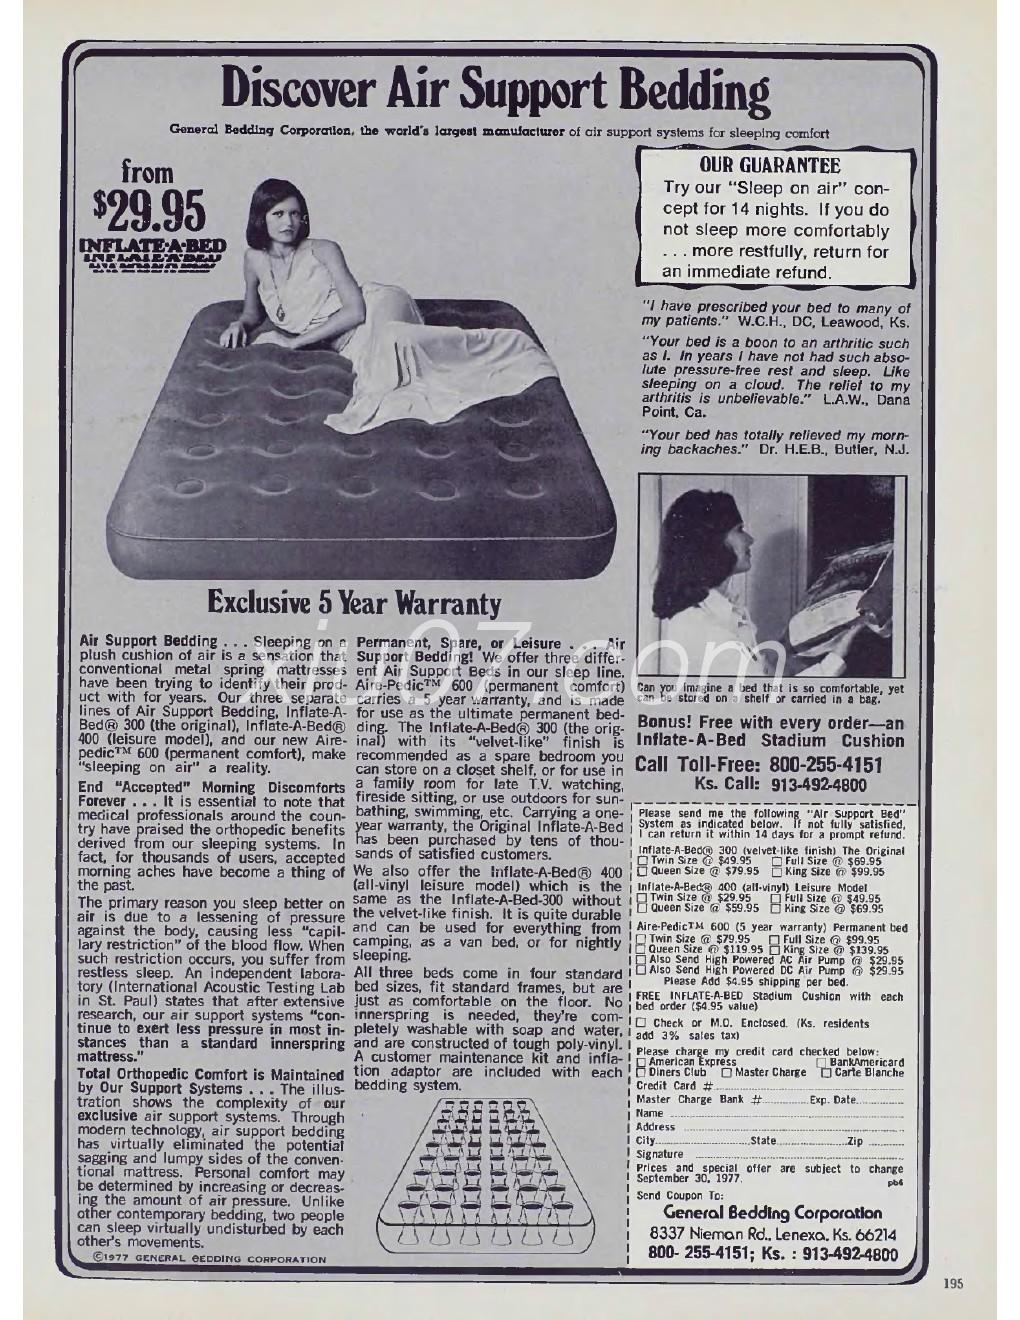 Discover Air Support Bedding
General Bedding Corporation, the world's largest manufacturer of air support systems for sleeping comfort
from
$29.95
INFLATE-A-BED
INFLATE-A-BED
INFLATE-A-BED
OUR GUARANTEE
Try our "Sleep on air" con-
cept for 14 nights. If you do
not sleep more comfortably
. . . more restfully, return for
an immediate refund.
"I have prescribed your bed to many of
my patients." W.C.H., DC, Leawood, Ks.
"Your bed is a boon to an arthritic such
as I. In years I have not had such abso-
lute pressure-free rest and sleep. Like
sleeping on a cloud. The relief to my
arthritis is unbelievable." L.A.W., Dana
Point, Ca.
"Your bed has totally relieved my morn-
ing backaches." Dr. H.E.B., Butler, N.J.
Exclusive 5 Year Warranty
Air Support Bedding . . . Sleeping on a
plush cushion of air is a sensation that
conventional metal spring mattresses
have been trying to identify their prod-
uct with for years. Our three separate
lines of Air Support Bedding, Inflate-A-
Bed® 300 (the original), Inflate-A-Bed®
400 (leisure model), and our new Aire-
pedic™ 600 (permanent comfort), make
"sleeping on air" a reality.
End "Accepted" Morning Discomforts
Forever . . . It is essential to note that
medical professionals around the coun-
try have praised the orthopedic benefits
derived from our sleeping systems. In
fact, for thousands of users, accepted
morning aches have become a thing of
the past.
The primary reason you sleep better on
air is due to a lessening of pressure
against the body, causing less "capil-
lary restriction" of the blood flow. When
such restriction occurs, you suffer from
restless sleep. An independent labora-
tory (International Acoustic Testing Lab
in St. Paul) states that after extensive
research, our air support systems "con-
tinue to exert less pressure in most in-
stances than a standard innerspring
mattress."
Total Orthopedic Comfort is Maintained
by Our Support Systems . . . The illus-
tration shows the complexity of our
exclusive air support systems. Through
modern technology, air support bedding
has virtually eliminated the potential
sagging and lumpy sides of the conven-
tional mattress. Personal comfort may
be determined by increasing or decreas-
ing the amount of air pressure. Unlike
other contemporary bedding, two people
can sleep virtually undisturbed by each
other's movements.
©1977 GENERAL BEDDING CORPORATION
Permanent, Spare, or Leisure . . . Air
Support Bedding! We offer three differ-
ent Air Support Beds in our sleep line.
Aire-Pedic™ 600 (permanent comfort)
carries a 5 year warranty, and is made
for use as the ultimate permanent bed-
ding. The Inflate-A-Bed® 300 (the orig-
inal) with its "velvet-like" finish is
recommended as a spare bedroom you
can store on a closet shelf, or for use in
a family room for late T.V. watching,
fireside sitting, or use outdoors for sun-
bathing, swimming, etc. Carrying a one-
year warranty, the Original Inflate-A-Bed
has been purchased by tens of thou-
sands of satisfied customers.
We also offer the Inflate-A-Bed® 400
(all-vinyl leisure model) which is the
same as the Inflate-A-Bed-300 without
the velvet-like finish. It is quite durable
and can be used for everything from
camping, as a van bed, or for nightly
sleeping.
All three beds come in four standard
bed sizes, fit standard frames, but are
just as comfortable on the floor. No
innerspring is needed, they're com-
pletely washable with soap and water,
and are constructed of tough poly-vinyl.
A customer maintenance kit and infla-
tion adaptor are included with each
bedding system.
Can you imagine a bed that is so comfortable, yet
can be stored on a shelf or carried in a bag.
Bonus! Free with every order—an
Inflate-A-Bed Stadium Cushion
Call Toll-Free: 800-255-4151
Ks. Call: 913-492-4800
Please send me the following "Air Support Bed"
System as indicated below. If not fully satisfied,
I can return it within 14 days for a prompt refund.
Inflate-A-Bed® 300 (velvet-like finish) The Original
☐ Twin Size @ $49.95 ☐ Full Size @ $69.95
☐ Queen Size @ $79.95 ☐ King Size @ $99.95
Inflate-A-Bed® 400 (all-vinyl) Leisure Model
☐ Twin Size @ $29.95 ☐ Full Size @ $49.95
☐ Queen Size @ $59.95 ☐ King Size @ $69.95
Aire-Pedic™ 600 (5 year warranty) Permanent bed
☐ Twin Size @ $79.95 ☐ Full Size @ $99.95
☐ Queen Size @ $119.95 ☐ King Size @ $139.95
☐ Also Send High Powered AC Air Pump @ $29.95
☐ Also Send High Powered DC Air Pump @ $29.95
Please Add $4.95 shipping per bed.
FREE INFLATE-A-BED Stadium Cushion with each
bed order ($4.95 value)
☐ Check or M.O. Enclosed. (Ks. residents
add 3% sales tax)
Please charge my credit card checked below:
☐ American Express ☐ BankAmericard
☐ Diners Club ☐ Master Charge ☐ Carte Blanche
Credit Card #
Master Charge Bank # Exp. Date
Name
Address
City State Zip
Signature
Prices and special offer are subject to change
September 30, 1977. pb6
Send Coupon To:
General Bedding Corporation
8337 Nieman Rd., Lenexa, Ks. 66214
800- 255-4151; Ks. : 913-492-4800
195
xiu07.com